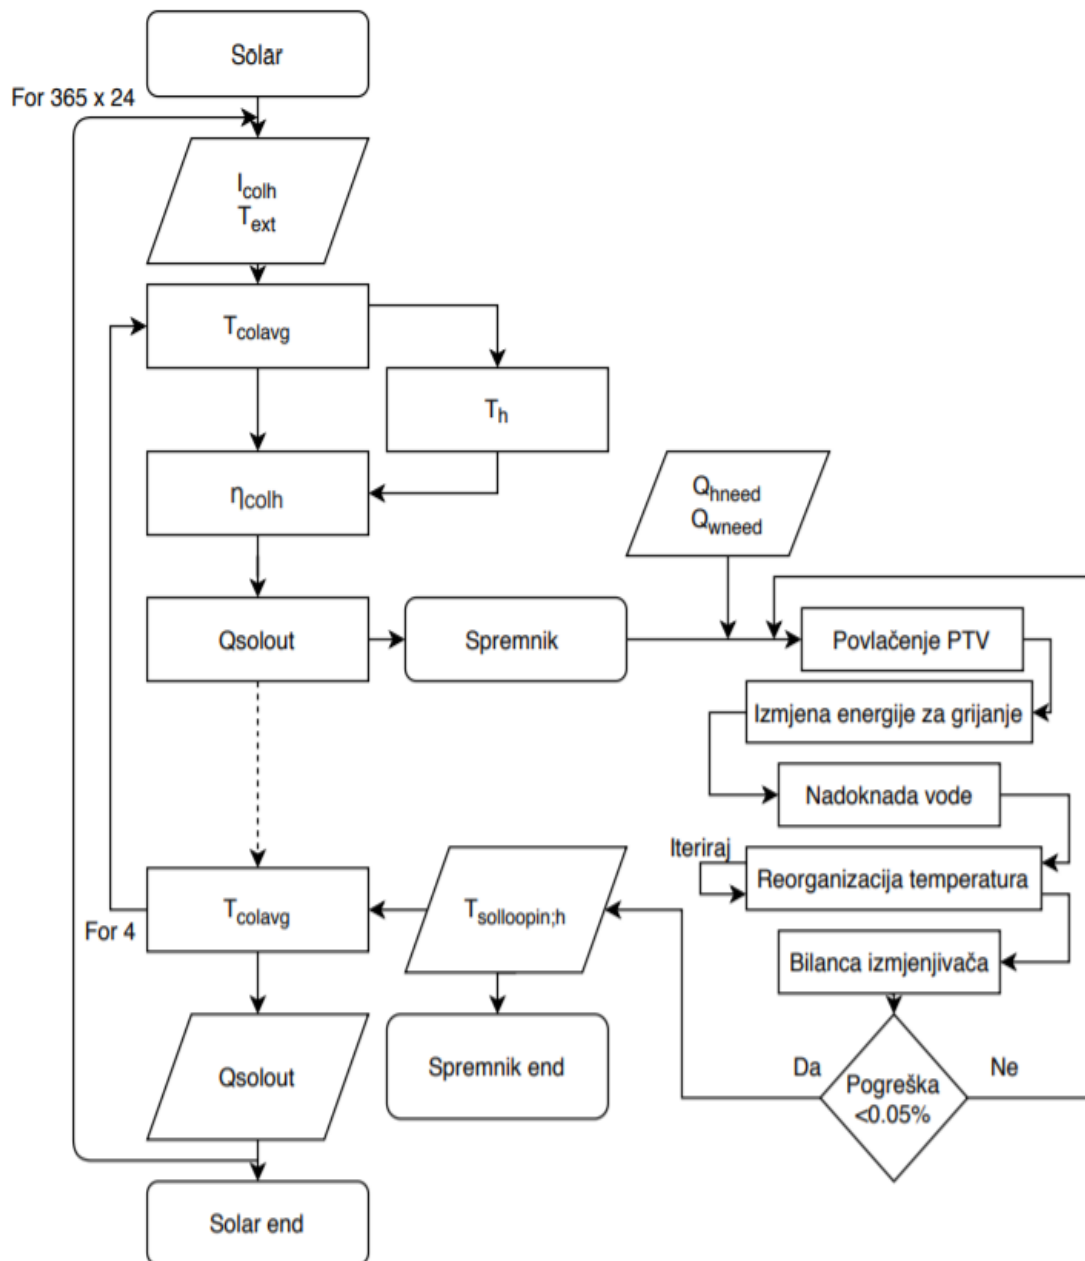 Solar
For 365 x 24
I_colh
T_ext
T_colavg
T_h
η_colh
Q_hneed
Q_wneed
Qsolout
Spremnik
Povlačenje PTV
Izmjena energije za grijanje
Nadoknada vode
Iteriraj
Reorganizacija temperatura
T_colavg
For 4
T_solloopin;h
Bilanca izmjenjivača
Qsolout
Spremnik end
Da
Pogreška
<0.05%
Ne
Solar end